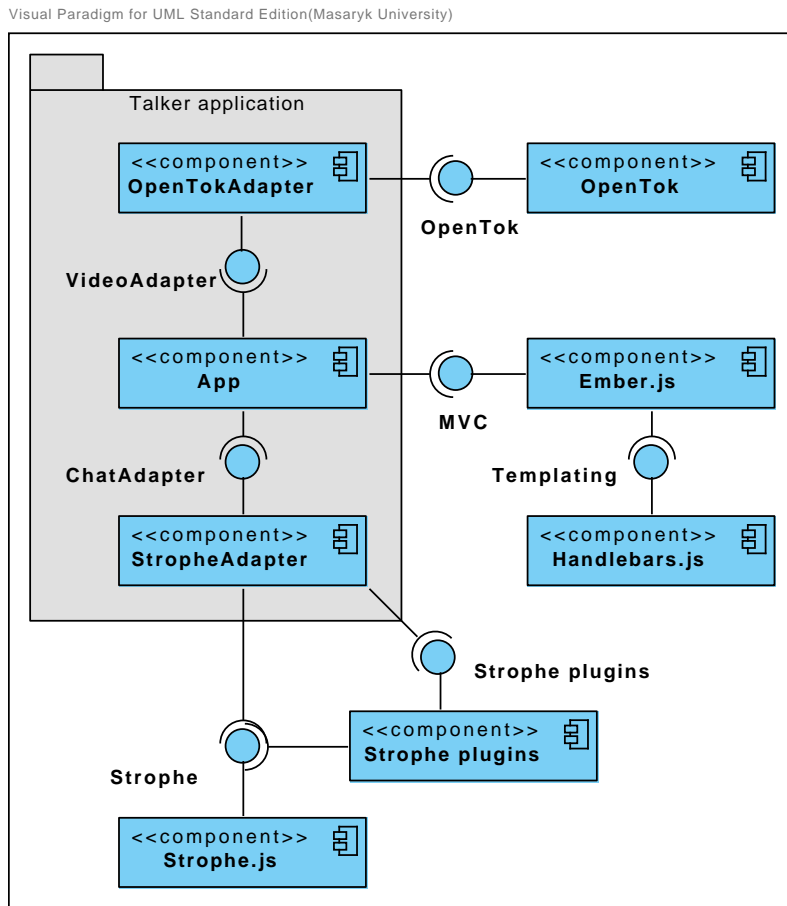 Visual Paradigm for UML Standard Edition(Masaryk University)
Talker application
<<component>>
OpenTokAdapter
<<component>>
OpenTok
OpenTok
VideoAdapter
<<component>>
App
<<component>>
Ember.js
MVC
ChatAdapter
Templating
<<component>>
StropheAdapter
<<component>>
Handlebars.js
Strophe plugins
<<component>>
Strophe plugins
Strophe
<<component>>
Strophe.js